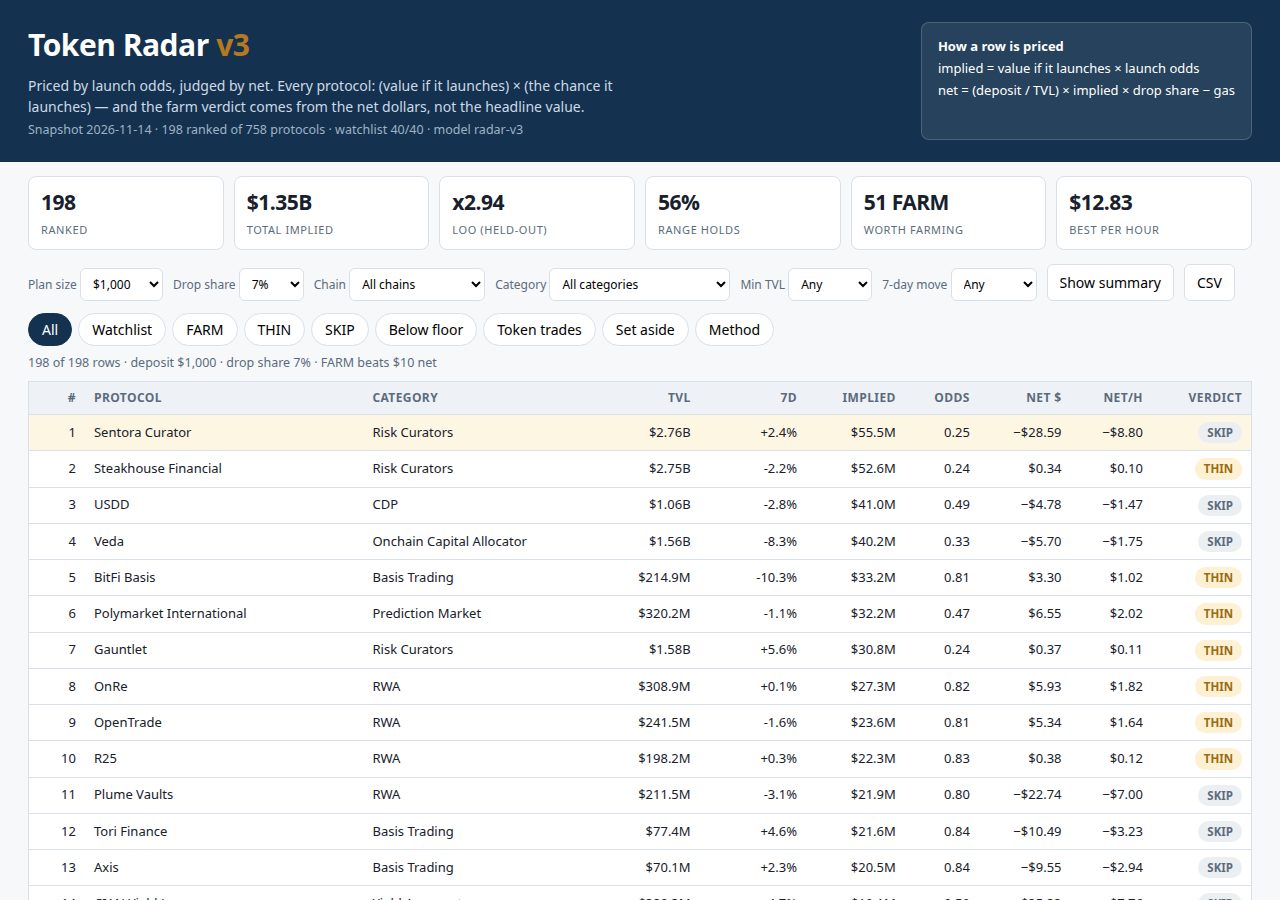 Token Radar v3
Priced by launch odds, judged by net. Every protocol: (value if it launches) × (the chance it
launches) — and the farm verdict comes from the net dollars, not the headline value.
Snapshot 2026-11-14 · 198 ranked of 758 protocols · watchlist 40/40 · model radar-v3
How a row is priced
implied = value if it launches × launch odds
net = (deposit / TVL) × implied × drop share − gas
198
RANKED
$1.35B
TOTAL IMPLIED
x2.94
LOO (HELD-OUT)
56%
RANGE HOLDS
51 FARM
WORTH FARMING
$12.83
BEST PER HOUR
Plan size $1,000 Drop share 7% Chain All chains Category All categories Min TVL Any 7-day move Any Show summary CSV
All Watchlist FARM THIN SKIP Below floor Token trades Set aside Method
198 of 198 rows · deposit $1,000 · drop share 7% · FARM beats $10 net
# PROTOCOL CATEGORY TVL 7D IMPLIED ODDS NET $ NET/H VERDICT
1 Sentora Curator Risk Curators $2.76B +2.4% $55.5M 0.25 −$28.59 −$8.80 SKIP
2 Steakhouse Financial Risk Curators $2.75B -2.2% $52.6M 0.24 $0.34 $0.10 THIN
3 USDD CDP $1.06B -2.8% $41.0M 0.49 −$4.78 −$1.47 SKIP
4 Veda Onchain Capital Allocator $1.56B -8.3% $40.2M 0.33 −$5.70 −$1.75 SKIP
5 BitFi Basis Basis Trading $214.9M -10.3% $33.2M 0.81 $3.30 $1.02 THIN
6 Polymarket International Prediction Market $320.2M -1.1% $32.2M 0.47 $6.55 $2.02 THIN
7 Gauntlet Risk Curators $1.58B +5.6% $30.8M 0.24 $0.37 $0.11 THIN
8 OnRe RWA $308.9M +0.1% $27.3M 0.82 $5.93 $1.82 THIN
9 OpenTrade RWA $241.5M -1.6% $23.6M 0.81 $5.34 $1.64 THIN
10 R25 RWA $198.2M +0.3% $22.3M 0.83 $0.38 $0.12 THIN
11 Plume Vaults RWA $211.5M -3.1% $21.9M 0.80 −$22.74 −$7.00 SKIP
12 Tori Finance Basis Trading $77.4M +4.6% $21.6M 0.84 −$10.49 −$3.23 SKIP
13 Axis Basis Trading $70.1M +2.3% $20.5M 0.84 −$9.55 −$2.94 SKIP